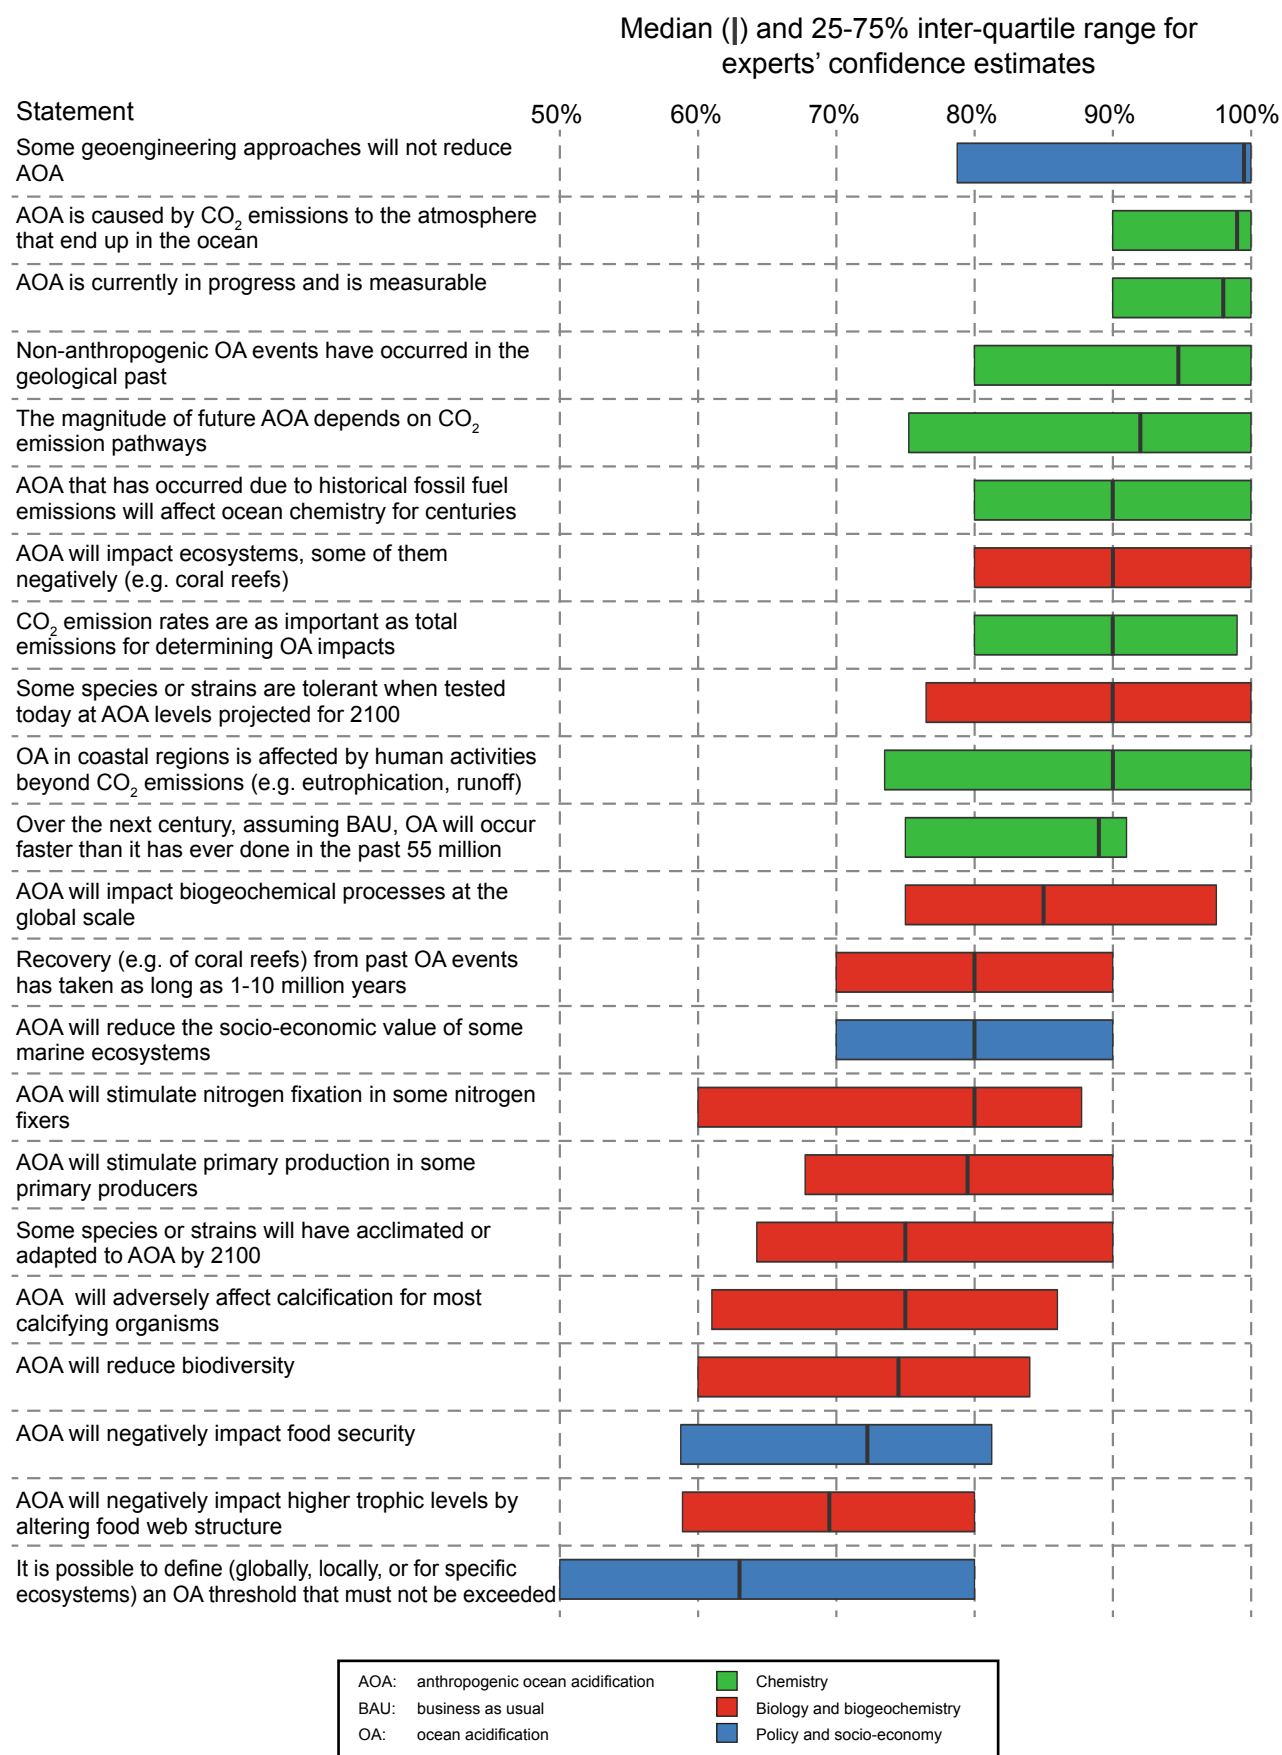 Median (|) and 25-75% inter-quartile range for
experts’ confidence estimates
Statement
50% 60% 70% 80% 90% 100%
Some geoengineering approaches will not reduce
AOA
AOA is caused by CO₂ emissions to the atmosphere
that end up in the ocean
AOA is currently in progress and is measurable
Non-anthropogenic OA events have occurred in the
geological past
The magnitude of future AOA depends on CO₂
emission pathways
AOA that has occurred due to historical fossil fuel
emissions will affect ocean chemistry for centuries
AOA will impact ecosystems, some of them
negatively (e.g. coral reefs)
CO₂ emission rates are as important as total
emissions for determining OA impacts
Some species or strains are tolerant when tested
today at AOA levels projected for 2100
OA in coastal regions is affected by human activities
beyond CO₂ emissions (e.g. eutrophication, runoff)
Over the next century, assuming BAU, OA will occur
faster than it has ever done in the past 55 million
AOA will impact biogeochemical processes at the
global scale
Recovery (e.g. of coral reefs) from past OA events
has taken as long as 1-10 million years
AOA will reduce the socio-economic value of some
marine ecosystems
AOA will stimulate nitrogen fixation in some nitrogen
fixers
AOA will stimulate primary production in some
primary producers
Some species or strains will have acclimated or
adapted to AOA by 2100
AOA will adversely affect calcification for most
calcifying organisms
AOA will reduce biodiversity
AOA will negatively impact food security
AOA will negatively impact higher trophic levels by
altering food web structure
It is possible to define (globally, locally, or for specific
ecosystems) an OA threshold that must not be exceeded
AOA: anthropogenic ocean acidification
BAU: business as usual
OA: ocean acidification
Chemistry
Biology and biogeochemistry
Policy and socio-economy